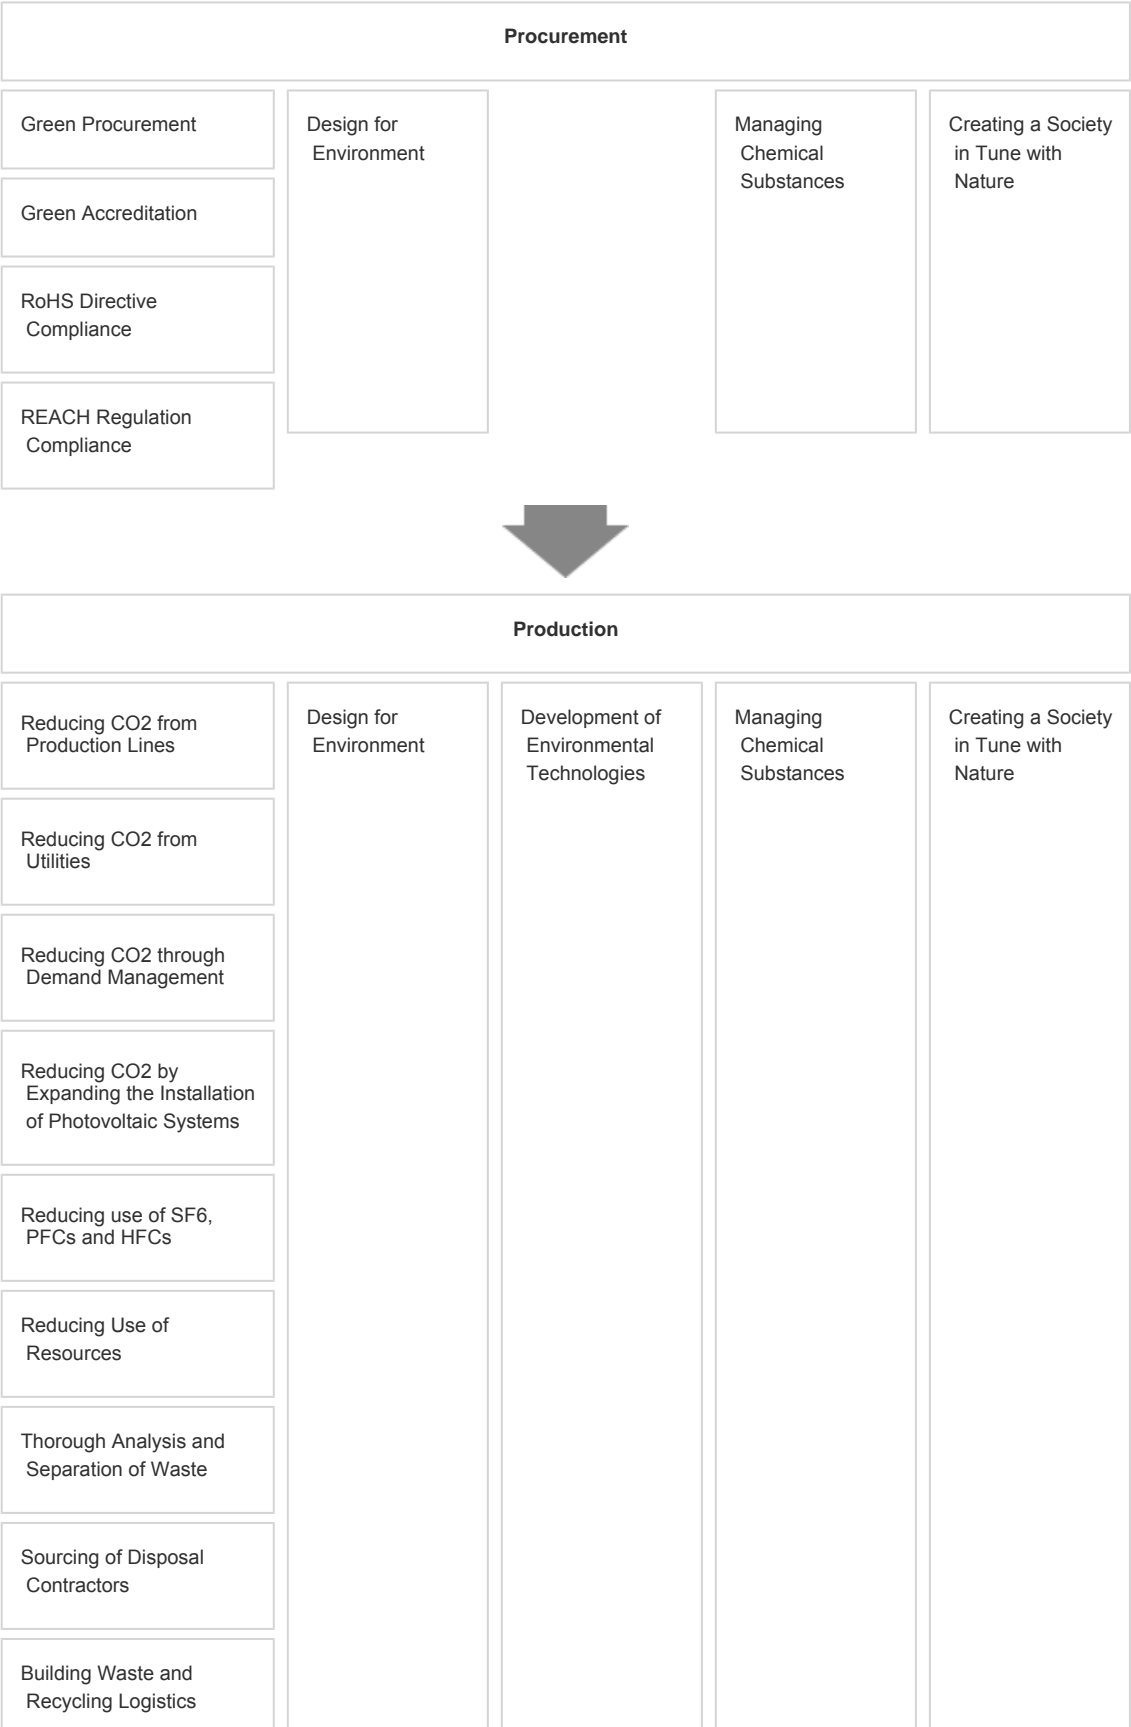 Procurement
Green Procurement
Green Accreditation
RoHS Directive
Compliance
REACH Regulation
Compliance
Design for
Environment
Managing
Chemical
Substances
Creating a Society
in Tune with
Nature
Production
Reducing CO2 from
Production Lines
Reducing CO2 from
Utilities
Reducing CO2 through
Demand Management
Reducing CO2 by
Expanding the Installation
of Photovoltaic Systems
Reducing use of SF6,
PFCs and HFCs
Reducing Use of
Resources
Thorough Analysis and
Separation of Waste
Sourcing of Disposal
Contractors
Building Waste and
Recycling Logistics
Design for
Environment
Development of
Environmental
Technologies
Managing
Chemical
Substances
Creating a Society
in Tune with
Nature